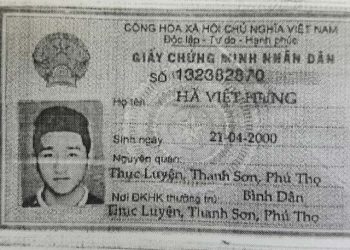 CỘNG HÒA XÃ HỘI CHỦ NGHĨA VIỆT NAM
Độc lập - Tự do - Hạnh phúc
GIẤY CHỨNG MINH NHÂN DÂN
SỐ 132382870
Họ tên HÀ VIỆT HƯNG
Sinh ngày 21-04-2000
Nguyên quán
Thục Luyện, Thanh Sơn, Phú Thọ
Nơi ĐKHK thường trú Bình Dân
Thục Luyện, Thanh Sơn, Phú Thọ